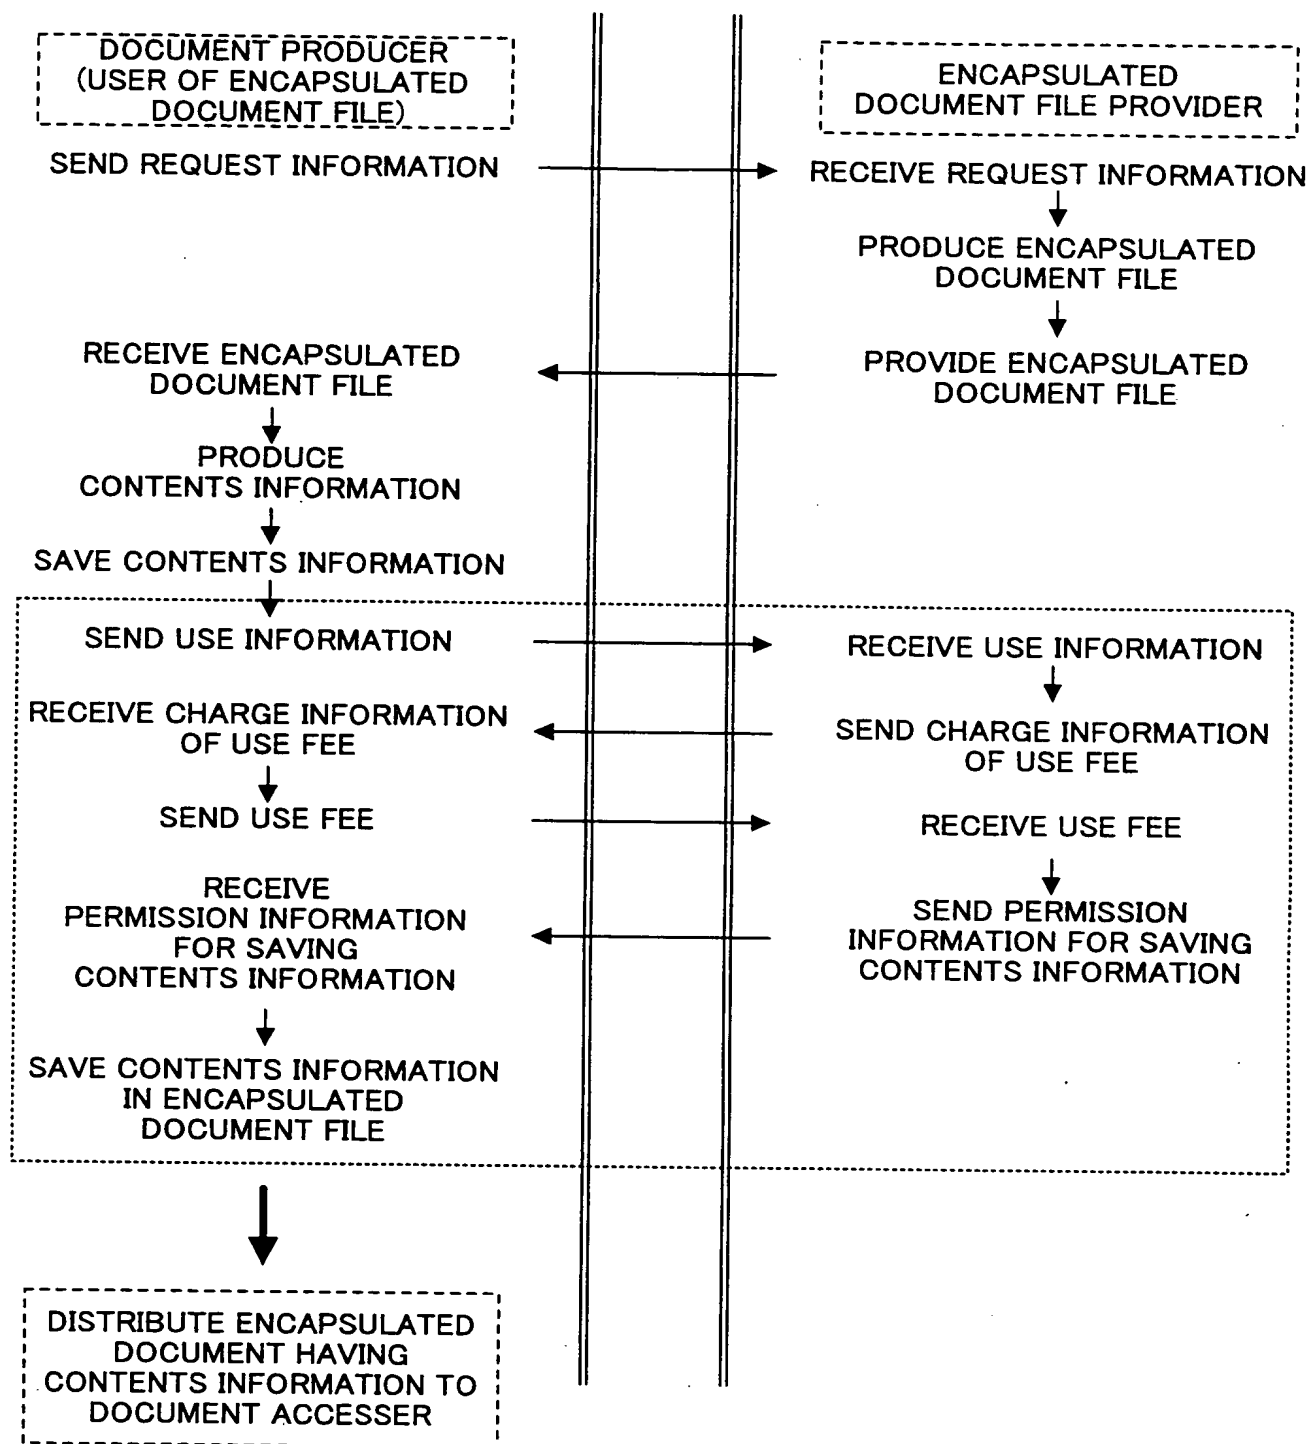 DOCUMENT PRODUCER
(USER OF ENCAPSULATED
DOCUMENT FILE)
ENCAPSULATED
DOCUMENT FILE PROVIDER
SEND REQUEST INFORMATION
RECEIVE REQUEST INFORMATION
PRODUCE ENCAPSULATED
DOCUMENT FILE
RECEIVE ENCAPSULATED
DOCUMENT FILE
PROVIDE ENCAPSULATED
DOCUMENT FILE
PRODUCE
CONTENTS INFORMATION
SAVE CONTENTS INFORMATION
SEND USE INFORMATION
RECEIVE USE INFORMATION
RECEIVE CHARGE INFORMATION
OF USE FEE
SEND CHARGE INFORMATION
OF USE FEE
SEND USE FEE
RECEIVE USE FEE
RECEIVE
PERMISSION INFORMATION
FOR SAVING
CONTENTS INFORMATION
SEND PERMISSION
INFORMATION FOR SAVING
CONTENTS INFORMATION
SAVE CONTENTS INFORMATION
IN ENCAPSULATED
DOCUMENT FILE
DISTRIBUTE ENCAPSULATED
DOCUMENT HAVING
CONTENTS INFORMATION TO
DOCUMENT ACCESSER